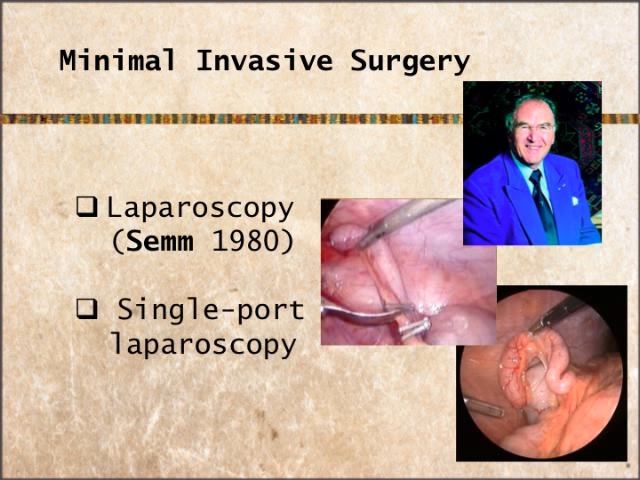 Minimal Invasive Surgery
❑ Laparoscopy
(Semm 1980)
❑ Single-port
laparoscopy